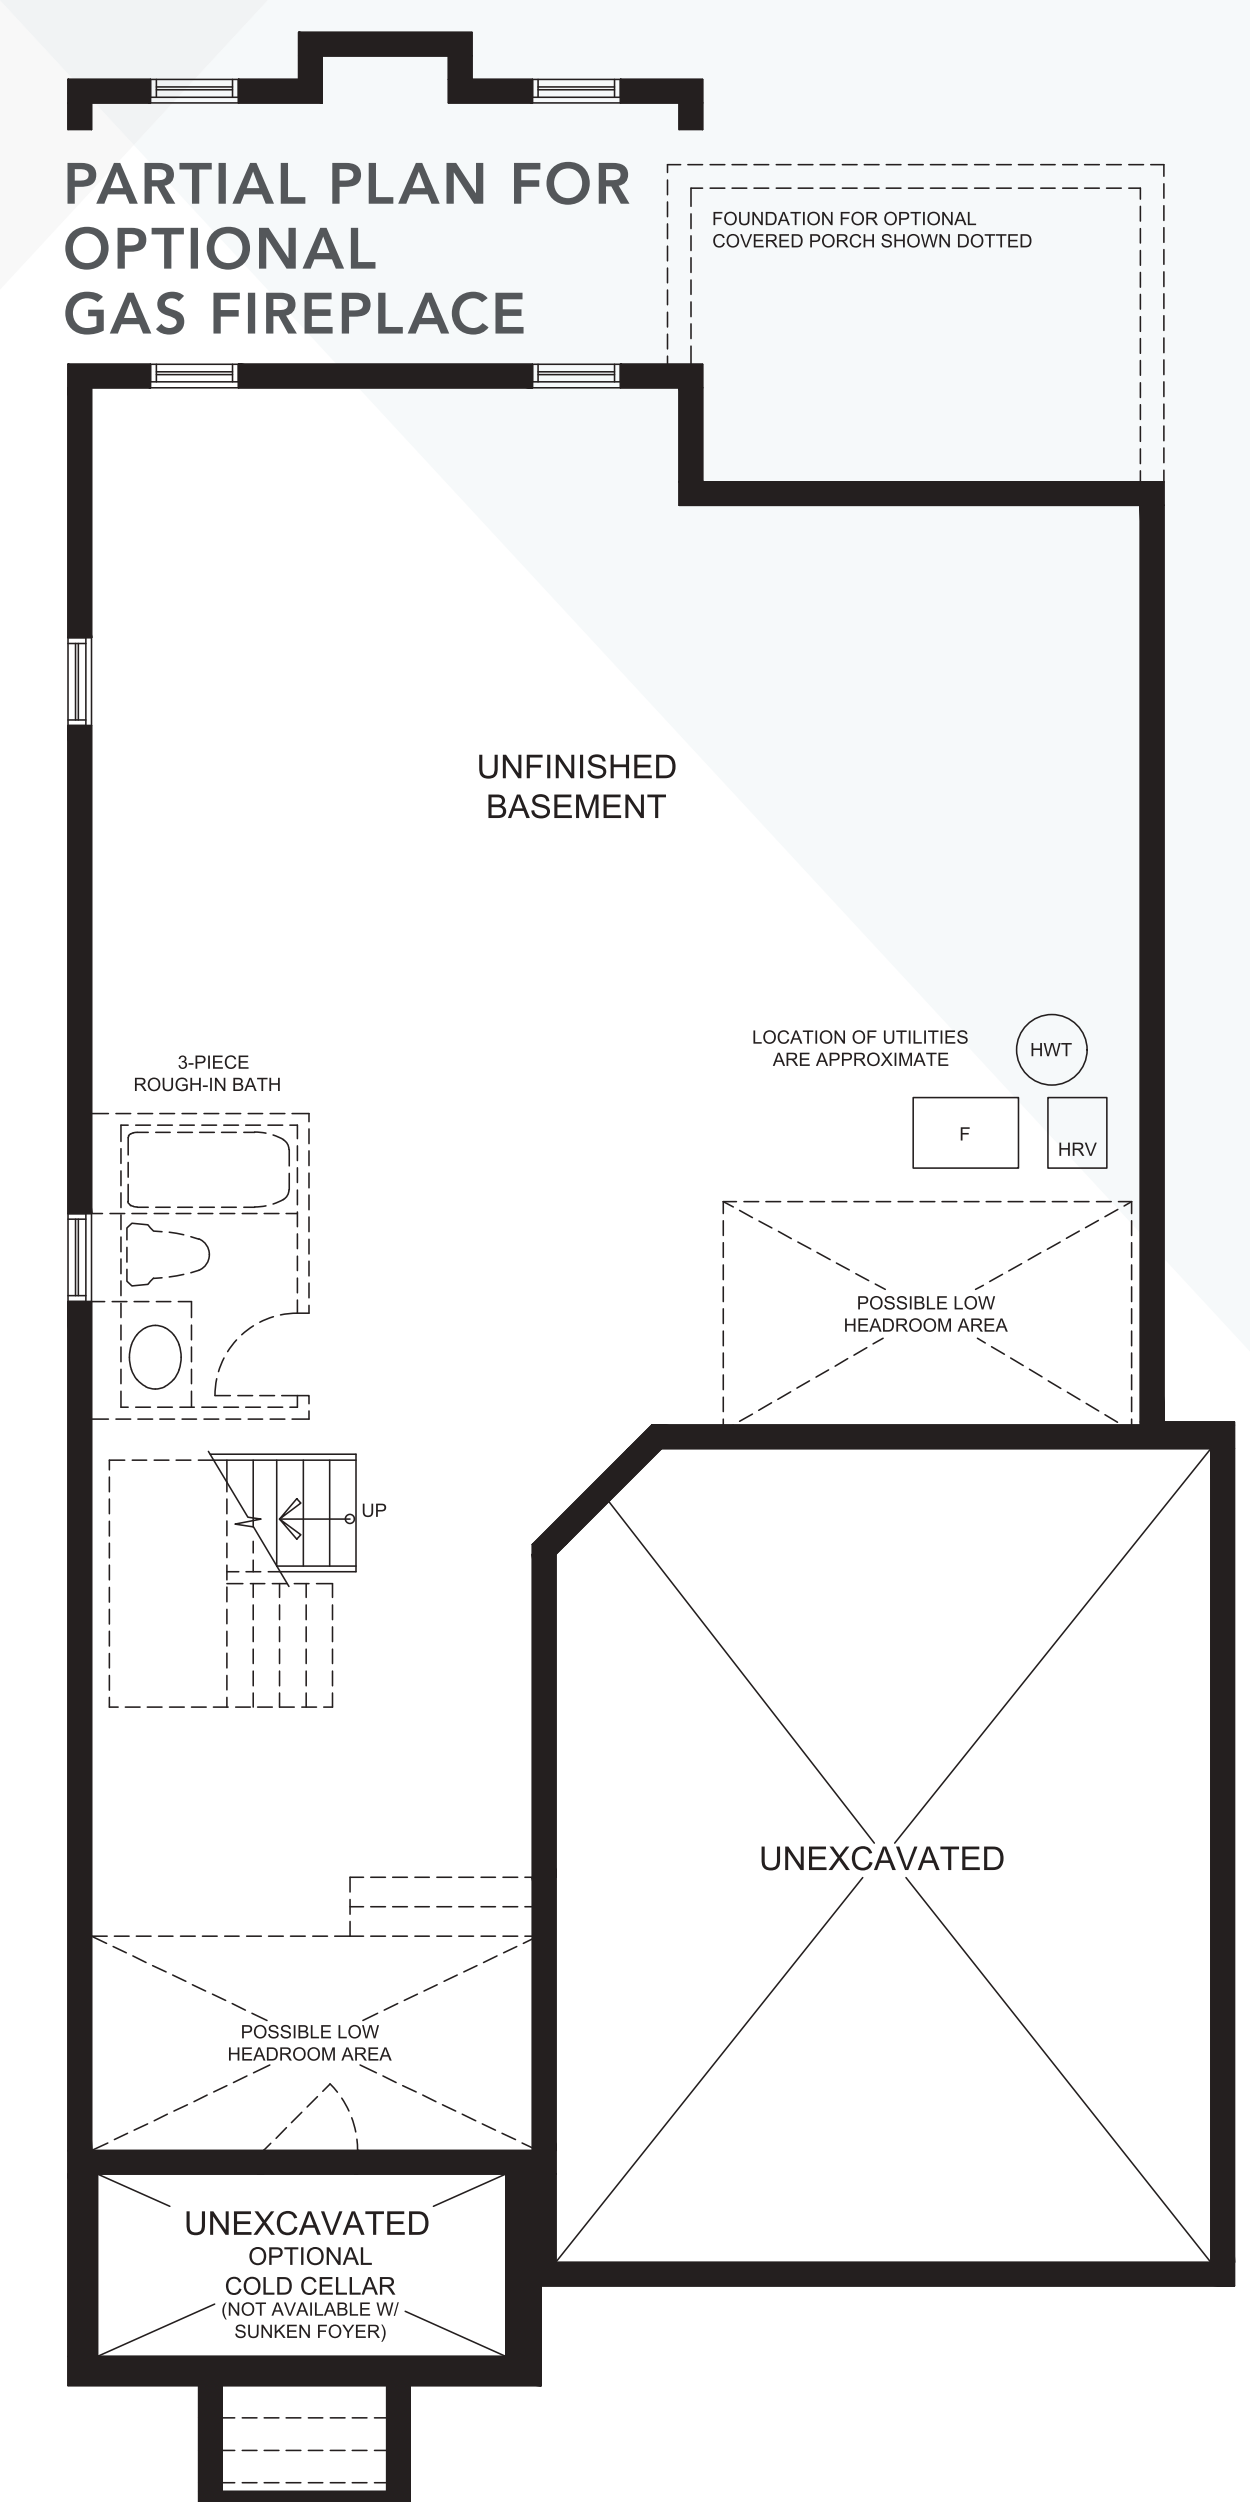 PARTIAL PLAN FOR
OPTIONAL
GAS FIREPLACE
FOUNDATION FOR OPTIONAL
COVERED PORCH SHOWN DOTTED
UNFINISHED
BASEMENT
LOCATION OF UTILITIES
ARE APPROXIMATE
HWT
3-PIECE
ROUGH-IN BATH
F
HRV
POSSIBLE LOW
HEADROOM AREA
UP
UNEXCAVATED
POSSIBLE LOW
HEADROOM AREA
UNEXCAVATED
OPTIONAL
COLD CELLAR
(NOT AVAILABLE W/
SUNKEN FOYER)